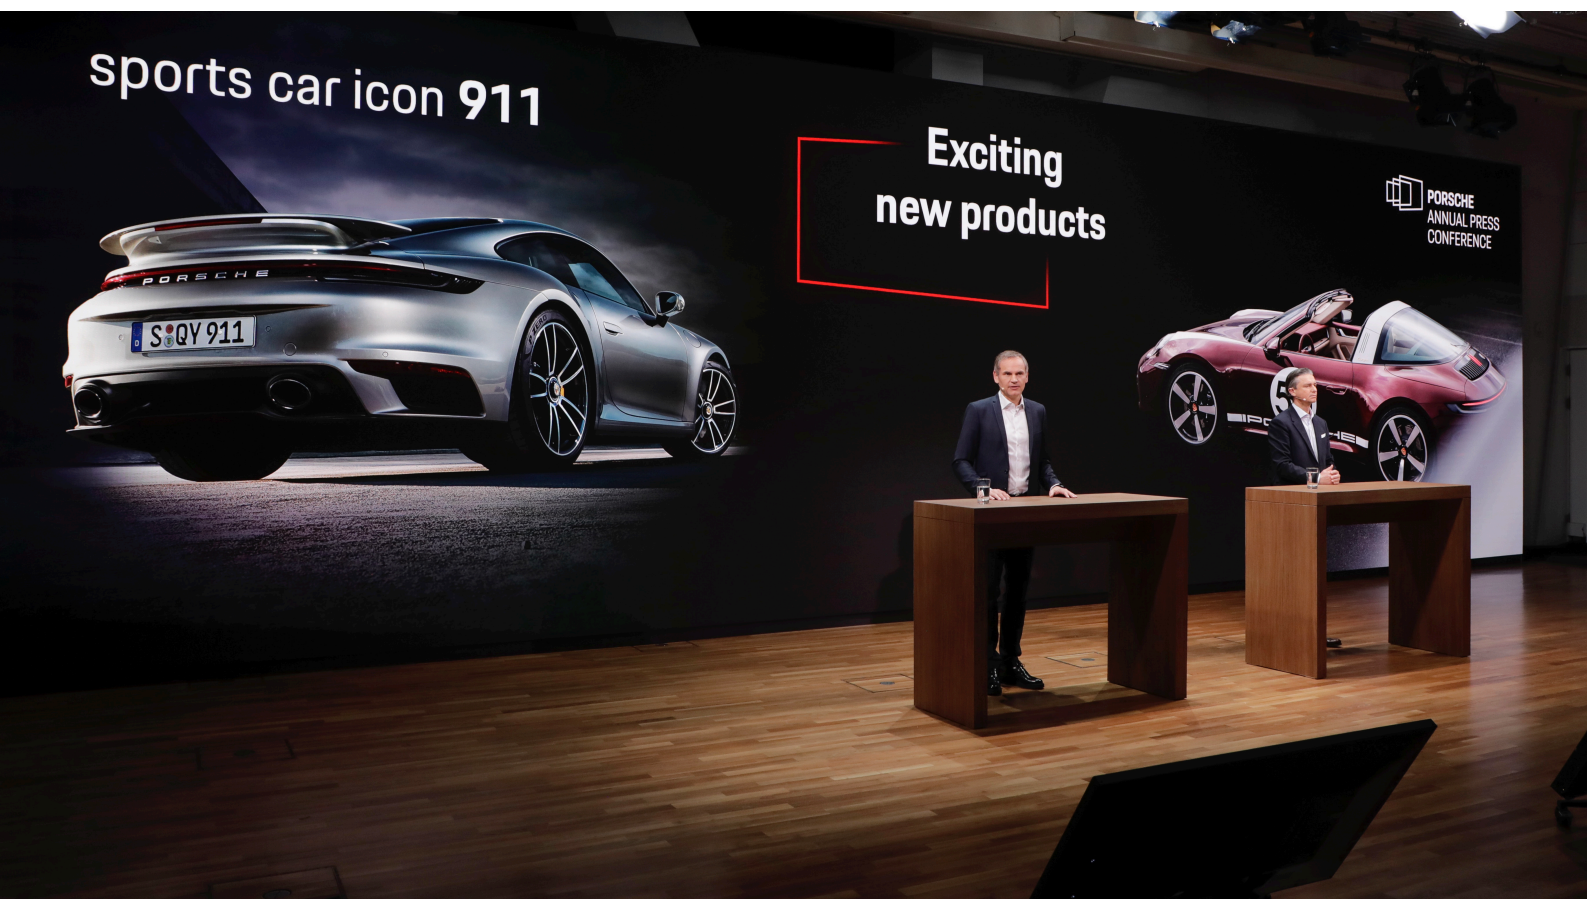 sports car icon 911
Exciting
new products
PORSCHE
ANNUAL PRESS
CONFERENCE
PORSCHE
S QY 911